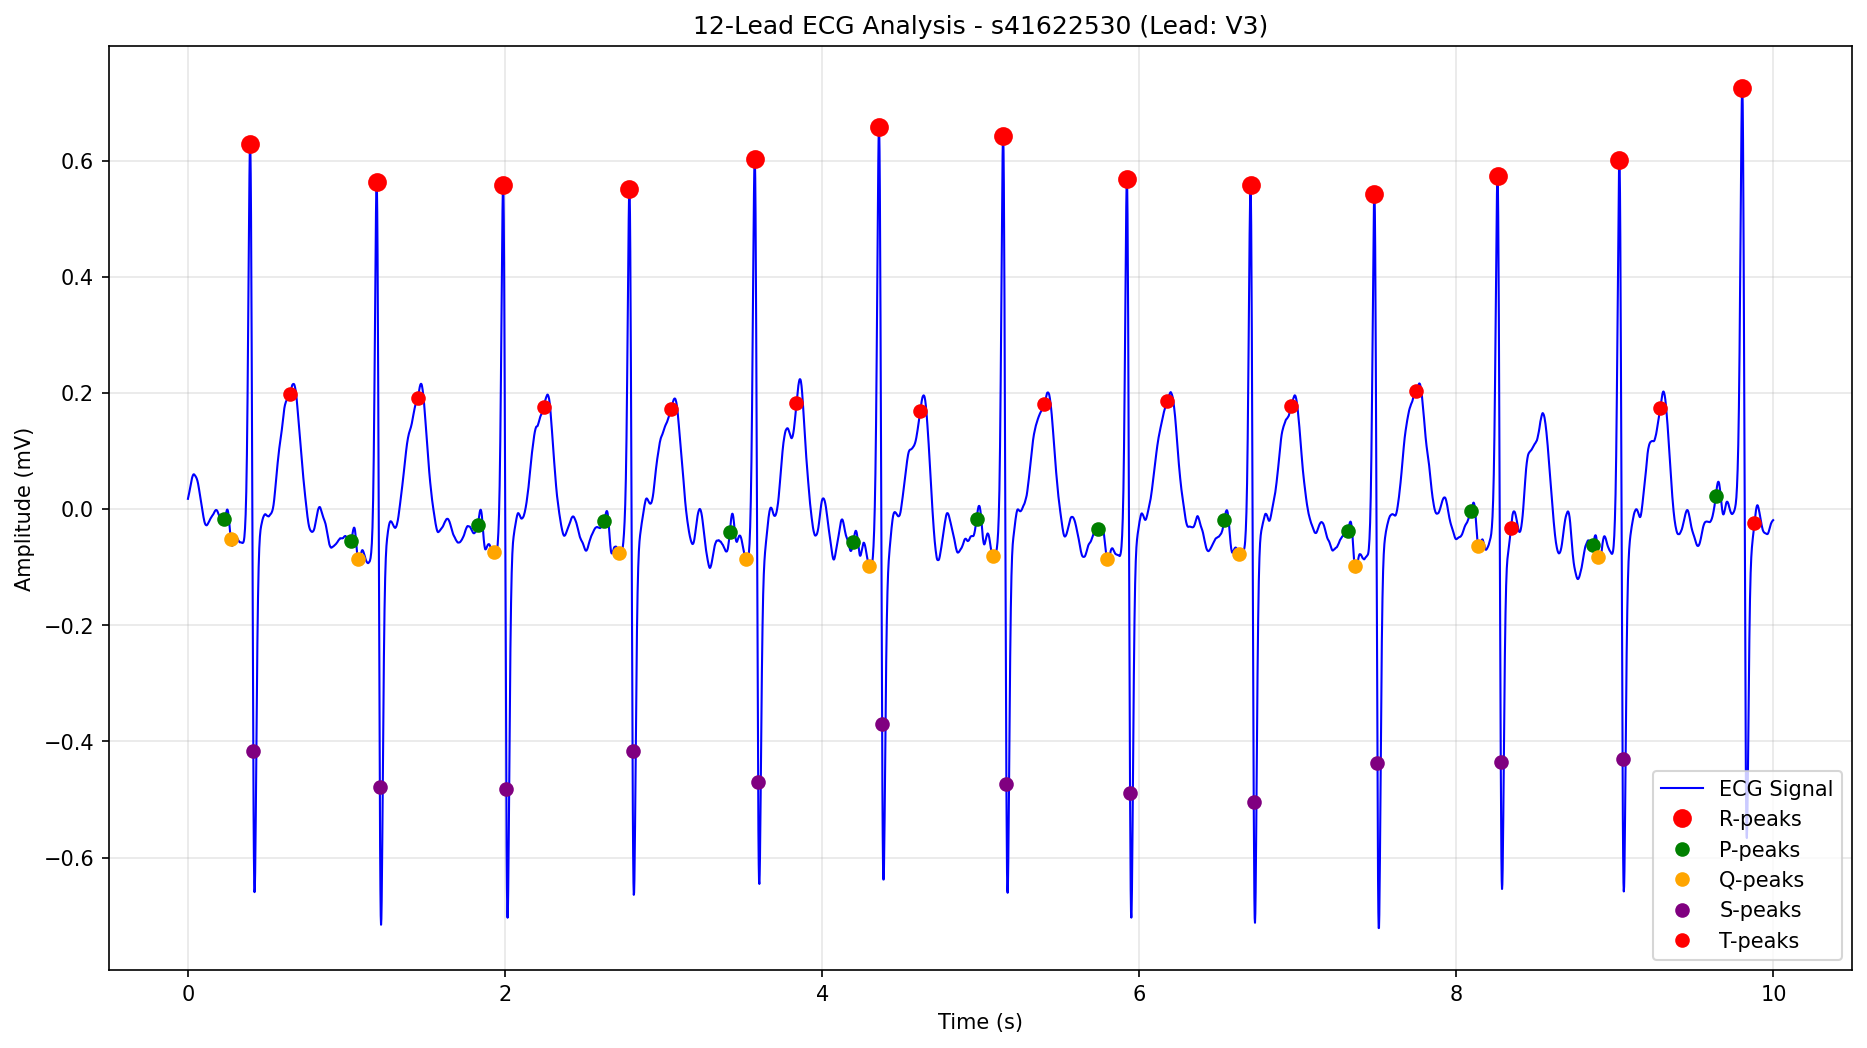 12-Lead ECG Analysis - s41622530 (Lead: V3)
Amplitude (mV)
0.6
0.4
0.2
0.0
−0.2
−0.4
−0.6
0 2 4 6 8 10
Time (s)
ECG Signal
R-peaks
P-peaks
Q-peaks
S-peaks
T-peaks